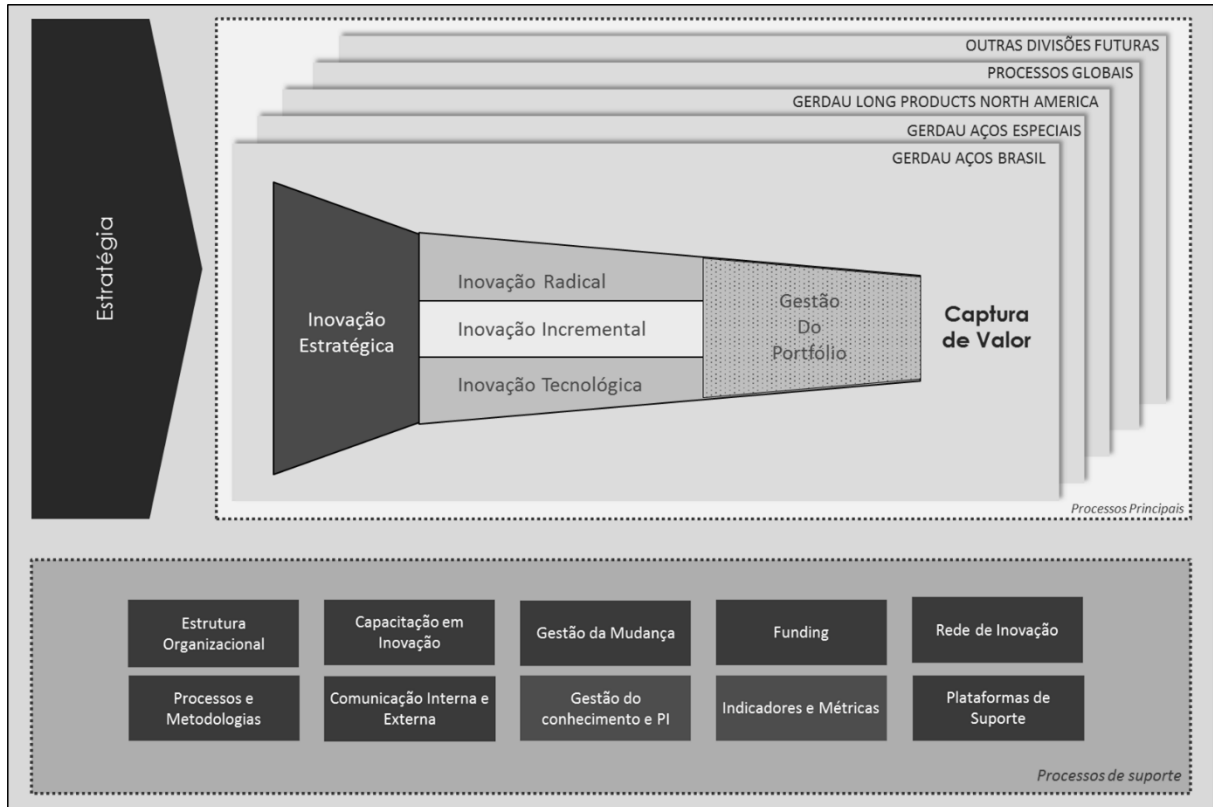 OUTRAS DIVISÕES FUTURAS
PROCESSOS GLOBAIS
GERDAU LONG PRODUCTS NORTH AMERICA
GERDAU AÇOS ESPECIAIS
GERDAU AÇOS BRASIL
Estratégia
Inovação
Estratégica
Inovação Radical
Inovação Incremental
Inovação Tecnológica
Gestão
Do
Portfólio
Captura
de Valor
Processos Principais
Estrutura
Organizacional
Capacitação em
Inovação
Gestão da Mudança
Funding
Rede de Inovação
Processos e
Metodologias
Comunicação Interna e
Externa
Gestão do
conhecimento e PI
Indicadores e Métricas
Plataformas de
Suporte
Processos de suporte